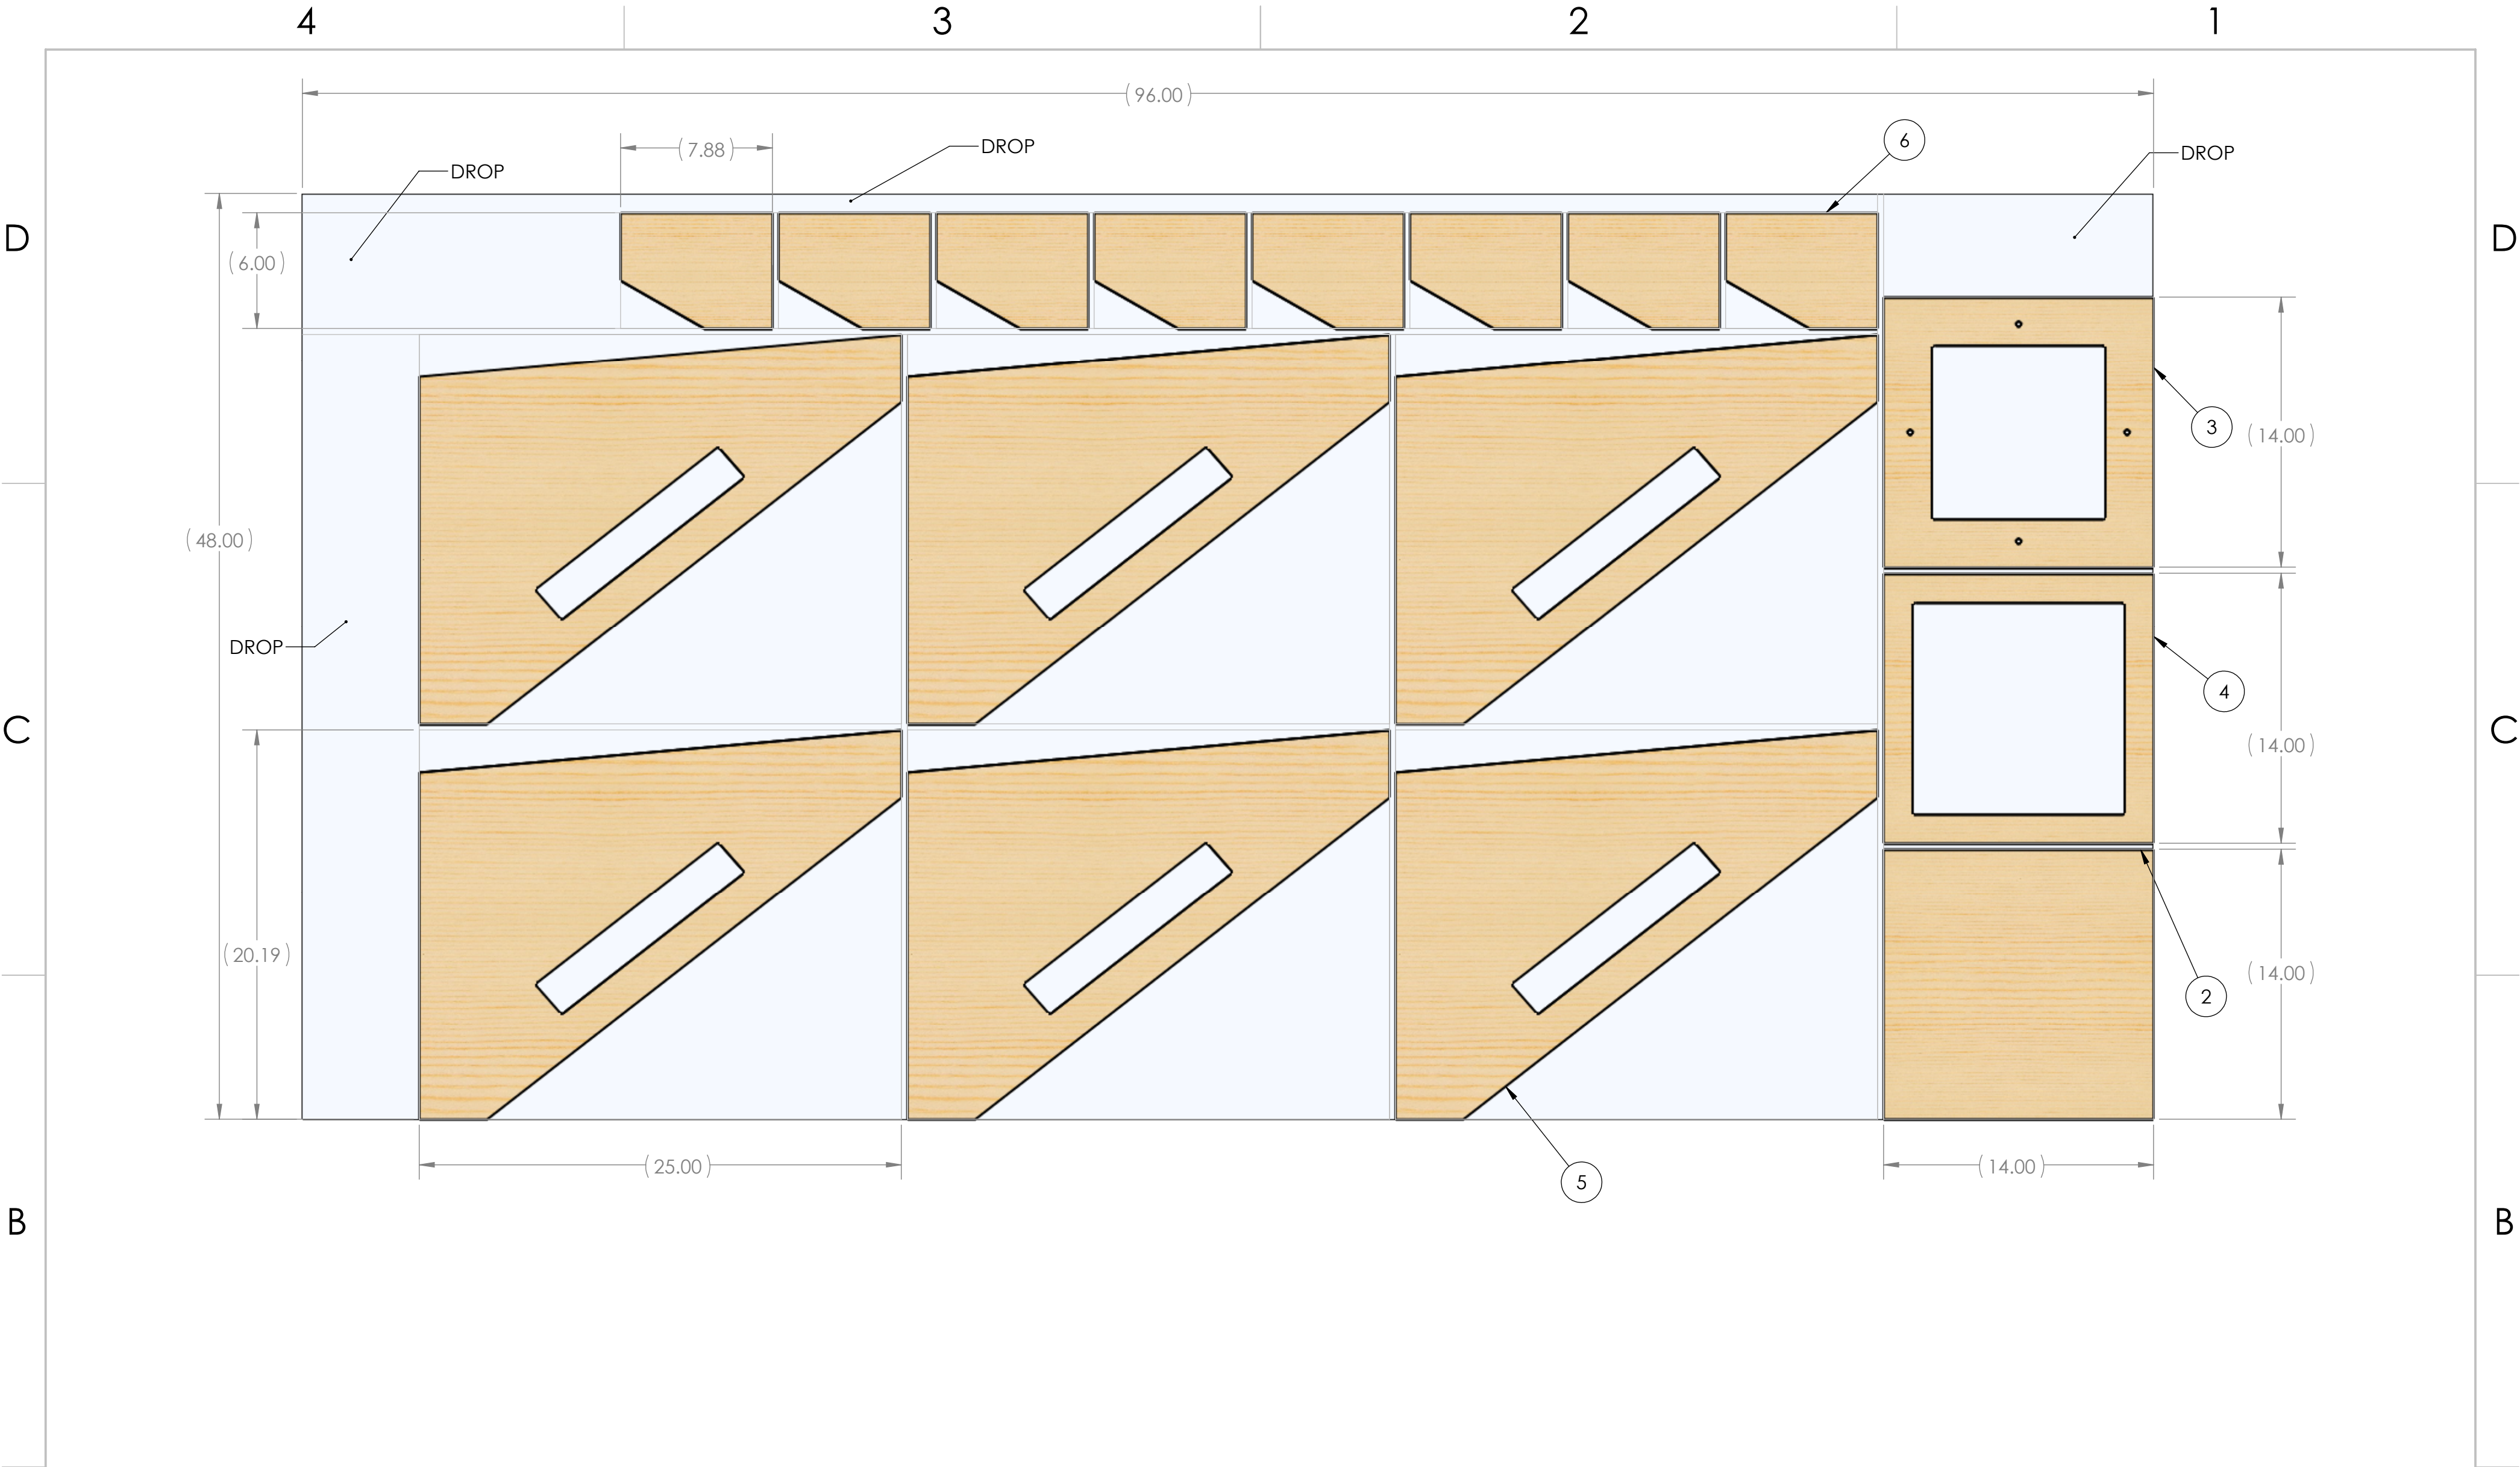 4 3 2 1
(96.00)
(7.88)
DROP
DROP
6
DROP
D
D
(6.00)
3
(14.00)
(48.00)
DROP
4
C
C
(14.00)
(20.19)
(14.00)
2
(25.00)
(14.00)
5
B
B